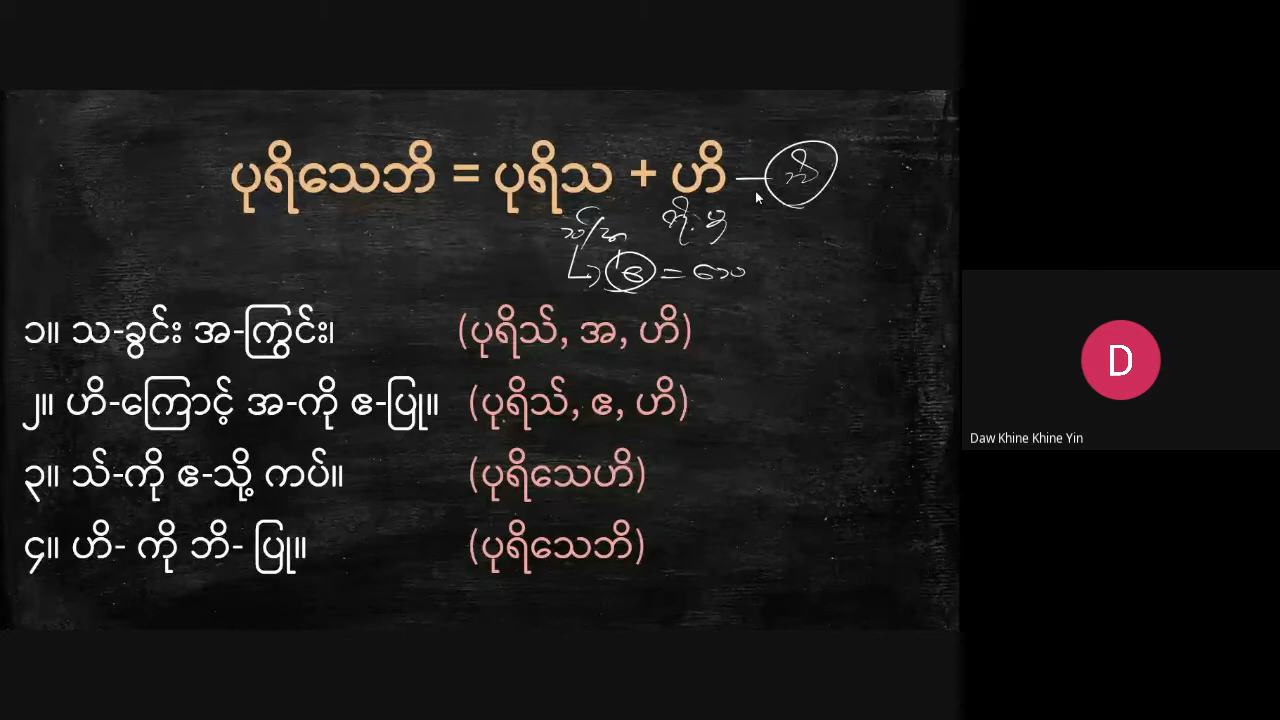 ပုရိသေဘိ = ပုရိသ + ဟိ
၁။ သ-ခွင်း အ-ကြွင်း၊ (ပုရိသ်, အ, ဟိ)
၂။ ဟိ-ကြောင့် အ-ကို ဧ-ပြု။ (ပုရိသ်, ဧ, ဟိ)
၃။ သ်-ကို ဧ-သို့ ကပ်။ (ပုရိသေဟိ)
၄။ ဟိ- ကို ဘိ- ပြု။ (ပုရိသေဘိ)
D
Daw Khine Khine Yin